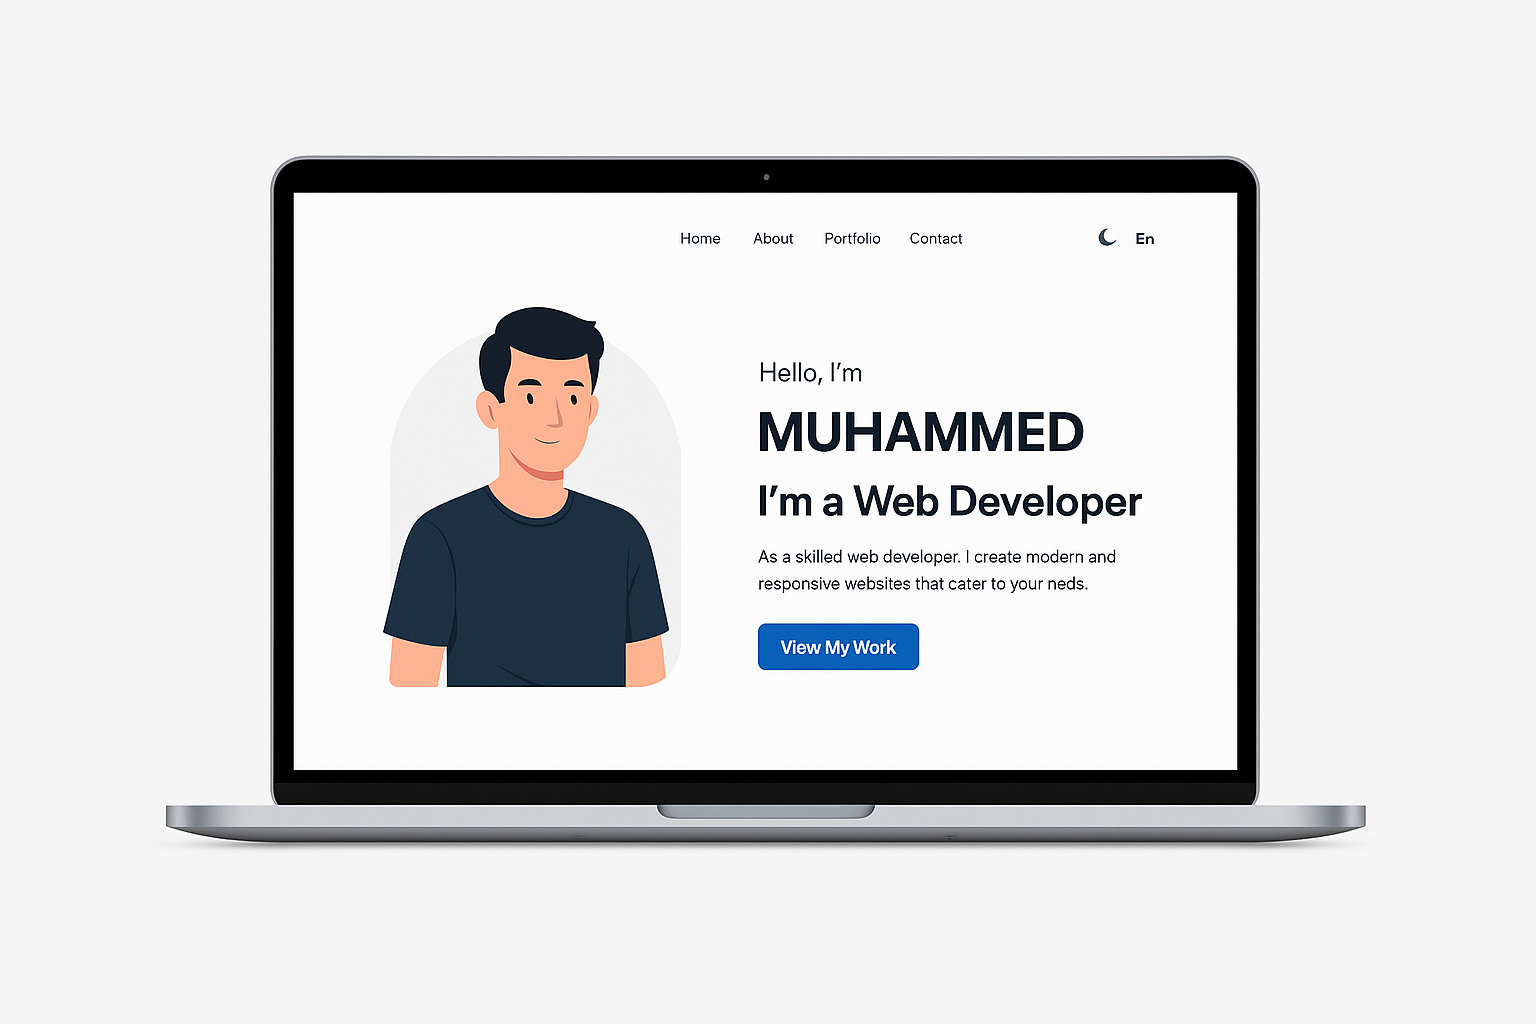 Home About Portfolio Contact En
Hello, I’m
MUHAMMED
I’m a Web Developer
As a skilled web developer. I create modern and
responsive websites that cater to your neds.
View My Work